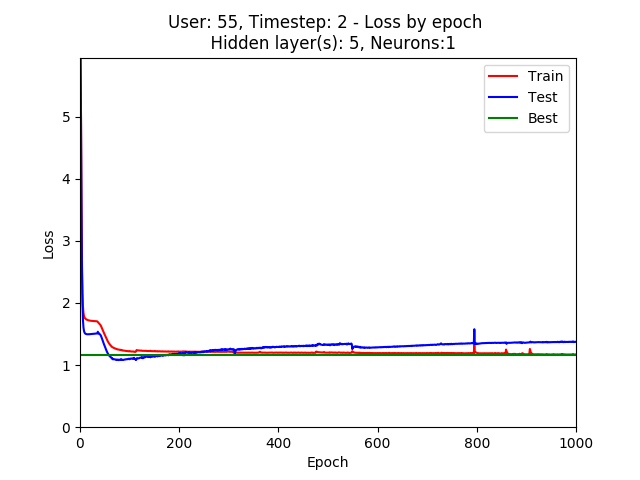 User: 55, Timestep: 2 - Loss by epoch
Hidden layer(s): 5, Neurons:1
Train
Test
Best
Loss
5
4
3
2
1
0
0 200 400 600 800 1000
Epoch